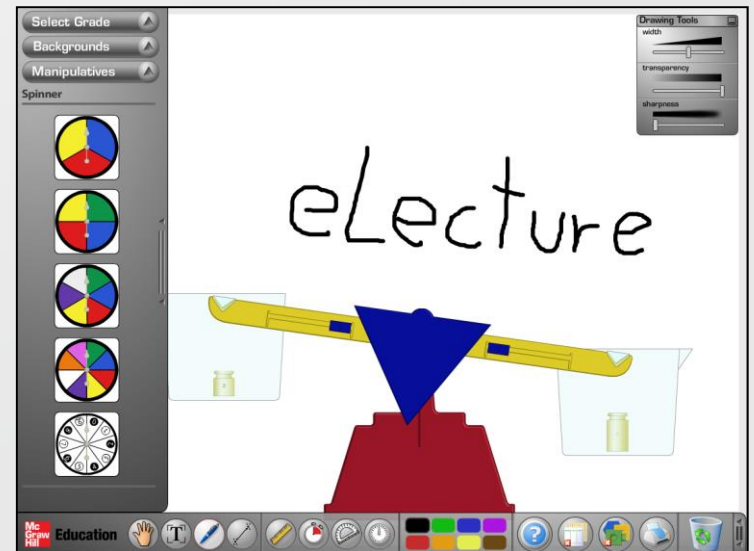 Select Grade
Backgrounds
Manipulatives
Spinner
Drawing Tools
width
transparency
sharpness
eLecture
Mc
Graw
Hill
Education
T
?